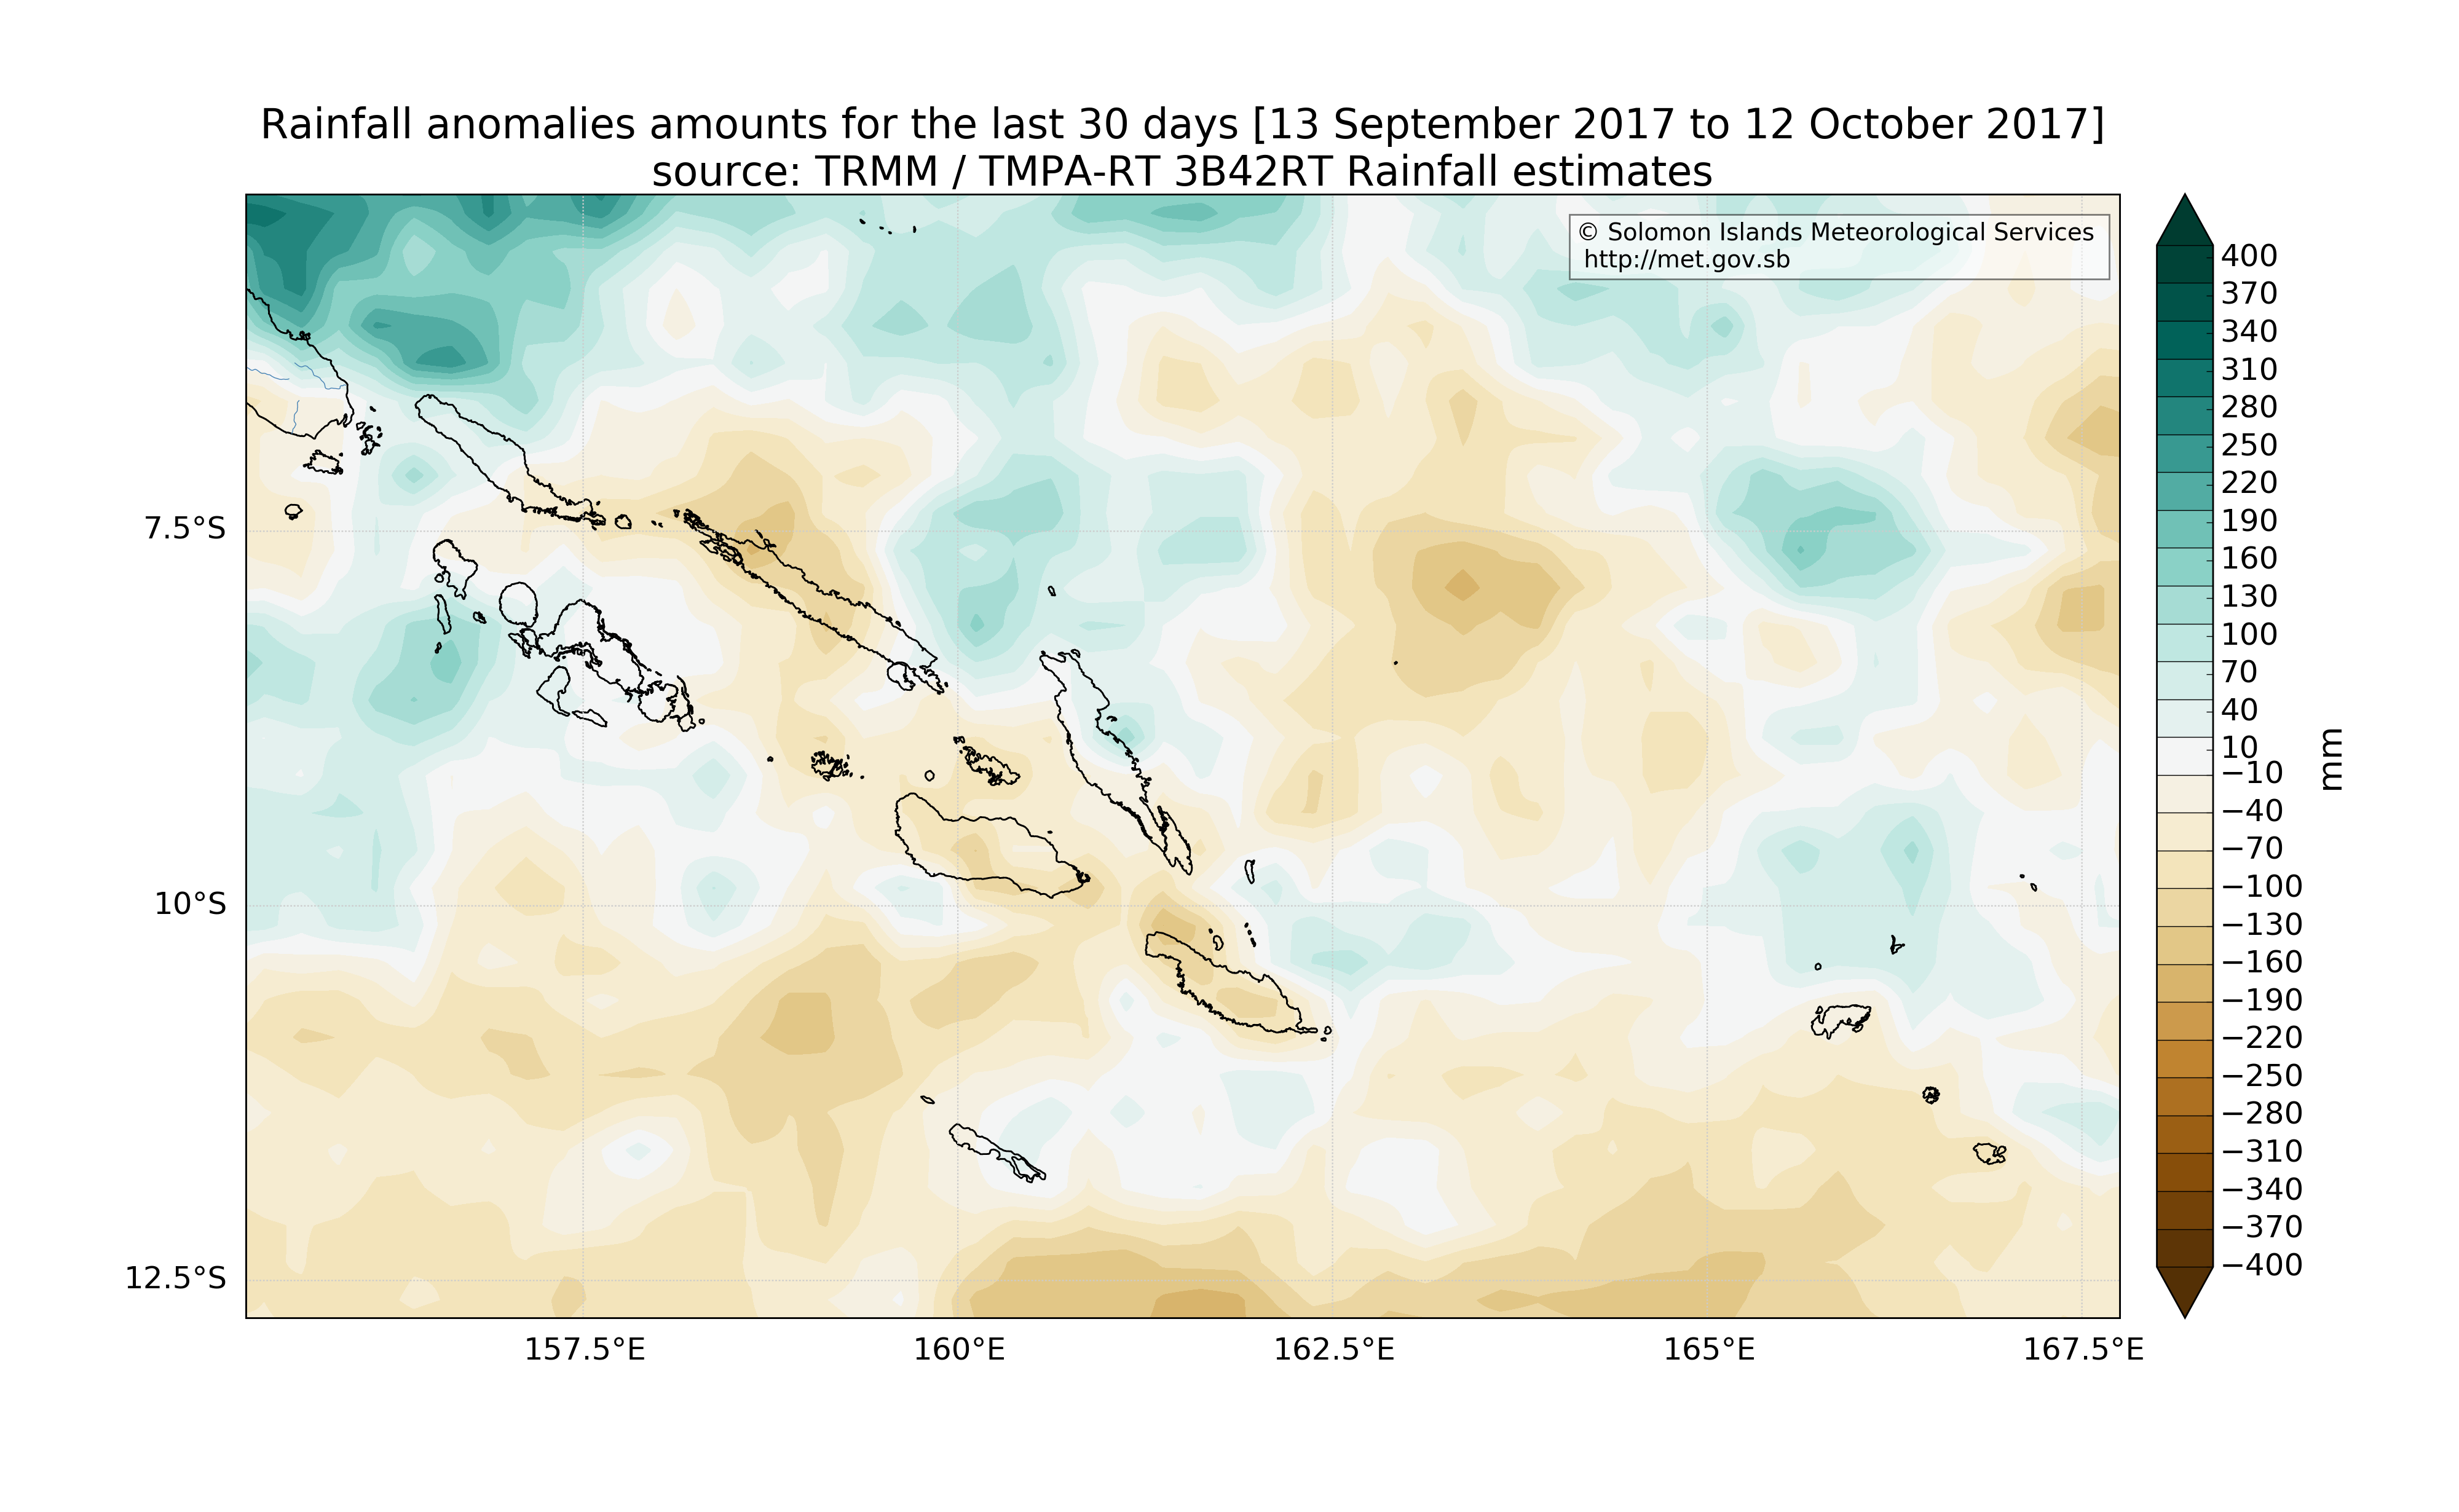 Rainfall anomalies amounts for the last 30 days [13 September 2017 to 12 October 2017]
source: TRMM / TMPA-RT 3B42RT Rainfall estimates
© Solomon Islands Meteorological Services
http://met.gov.sb
7.5°S
10°S
12.5°S
157.5°E
160°E
162.5°E
165°E
167.5°E
400
370
340
310
280
250
220
190
160
130
100
70
40
10
−10
−40
−70
−100
−130
−160
−190
−220
−250
−280
−310
−340
−370
−400
mm